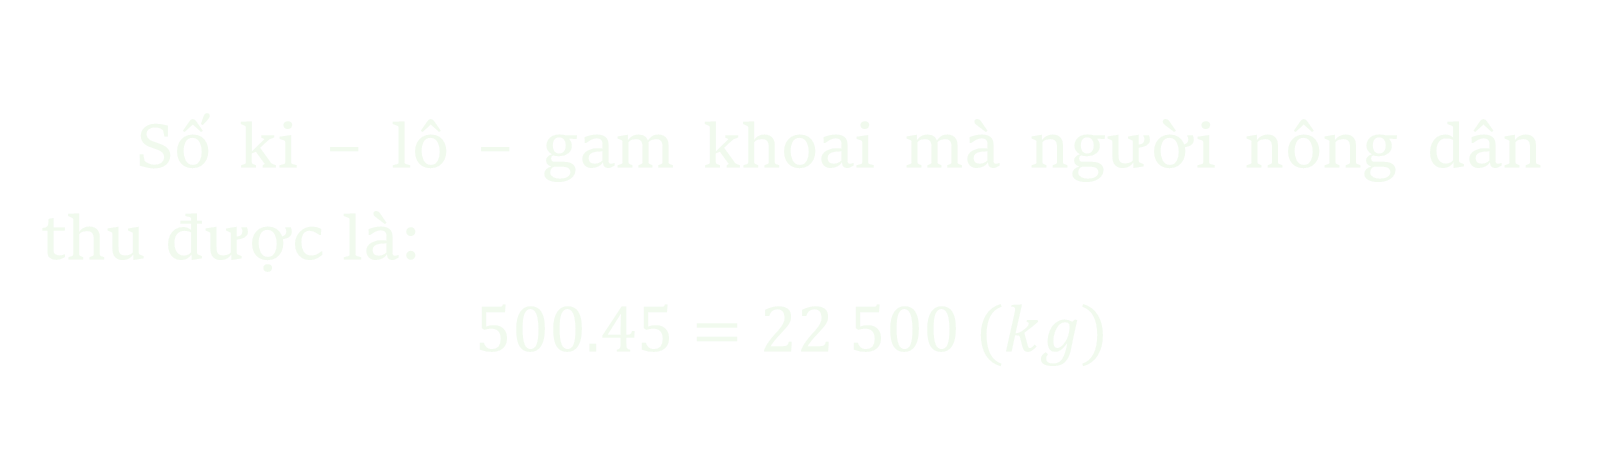 Số ki – lô – gam khoai mà người nông dân
thu được là:
500.45 = 22 500 (kg)